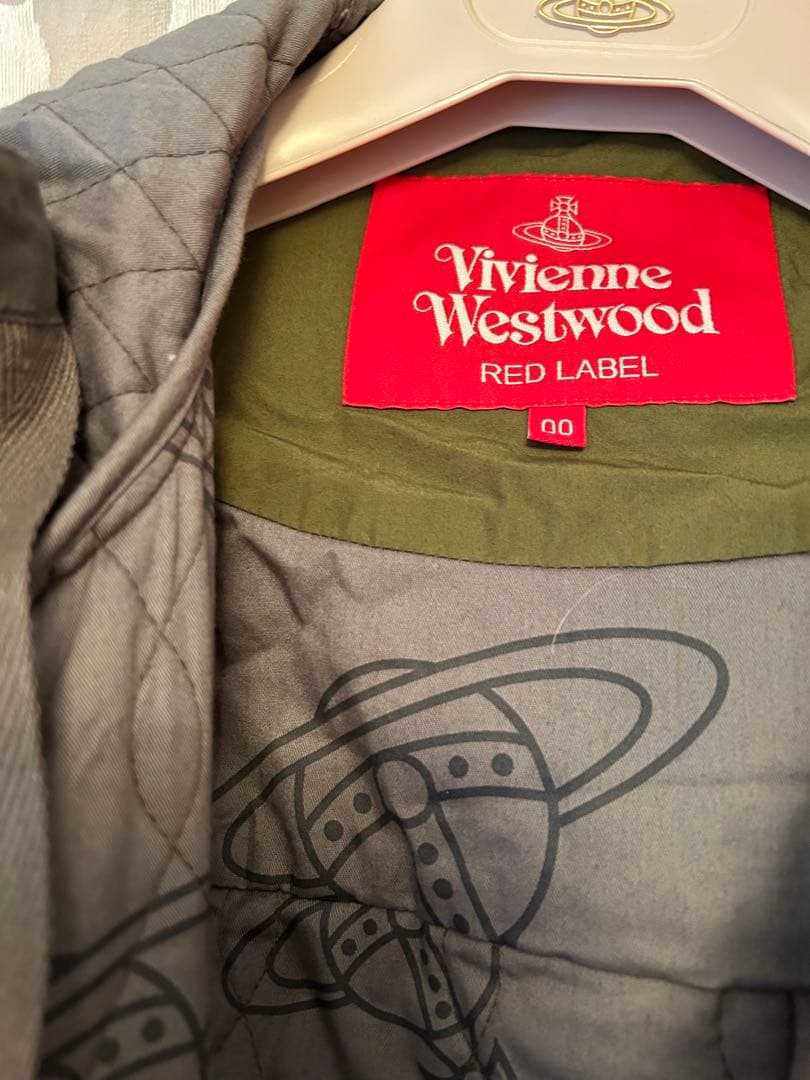 Vivienne
Westwood
RED LABEL
00